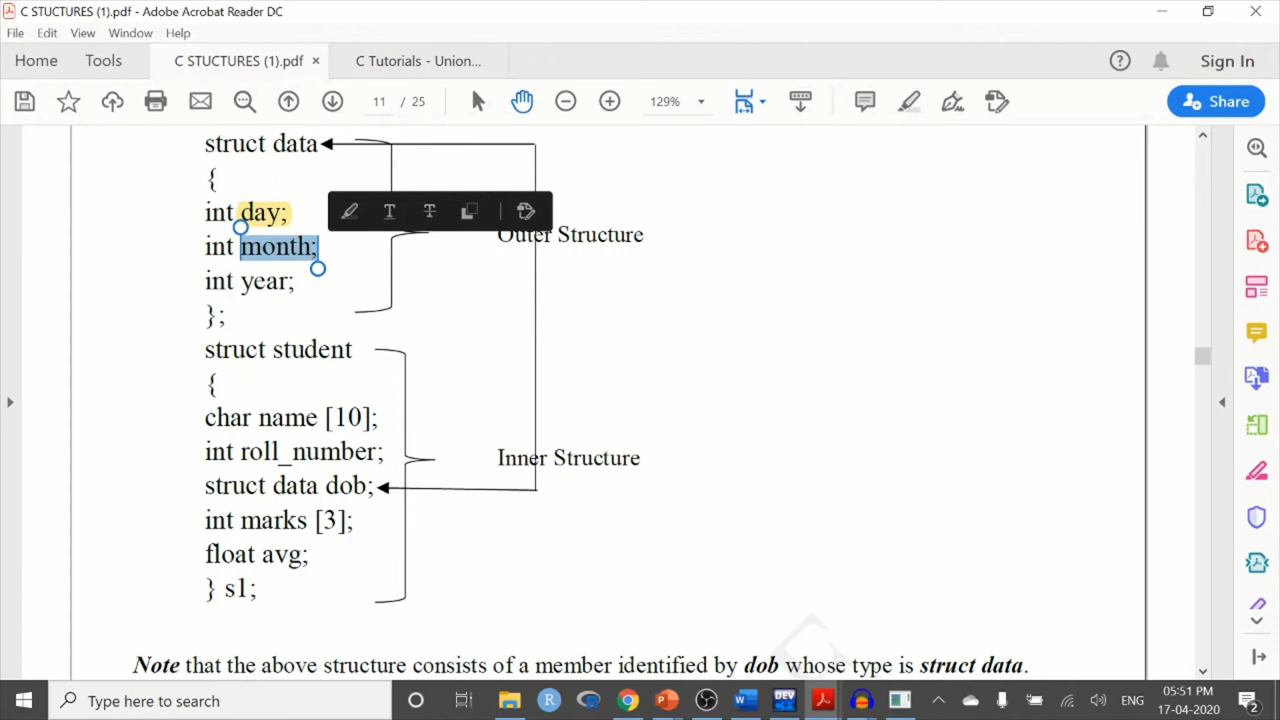 C STUCTURES (1).pdf - Adobe Acrobat Reader DC
File Edit View Window Help
Home Tools C STUCTURES (1).pdf × C Tutorials - Union... Sign In
11 / 25 129% Share
struct data
{
int day;
int month;
Outer Structure
int year;
};
struct student
{
char name [10];
int roll_number;
Inner Structure
struct data dob;
int marks [3];
float avg;
} s1;
Note that the above structure consists of a member identified by dob whose type is struct data.
Type here to search
ENG
05:51 PM
17-04-2020
2